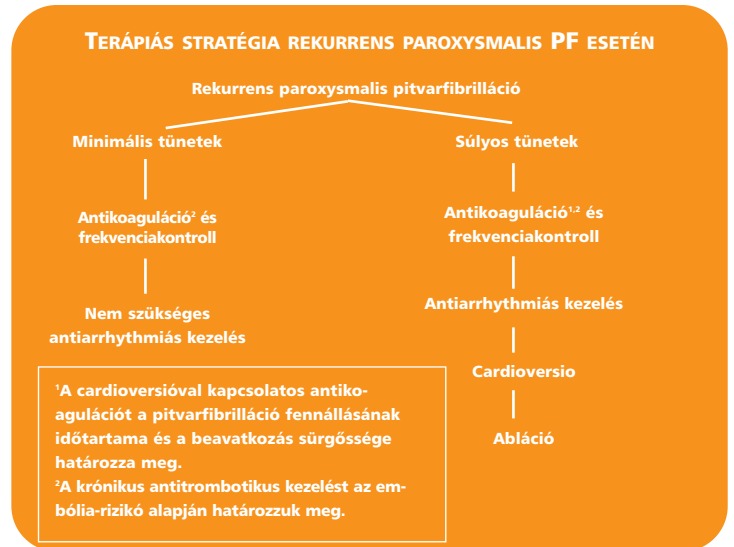 TERÁPIÁS STRATÉGIA REKURRENS PAROXYSMALIS PF ESETÉN
Rekurrens paroxysmalis pitvarfibrilláció
Minimális tünetek
Antikoaguláció² és
frekvenciakontroll
Nem szükséges
antiarrhythmiás kezelés
Súlyos tünetek
Antikoaguláció¹,² és
frekvenciakontroll
Antiarrhythmiás kezelés
Cardioversio
Abláció
¹A cardioversióval kapcsolatos antiko-
agulációt a pitvarfibrilláció fennállásának
időtartama és a beavatkozás sürgőssége
határozza meg.
²A krónikus antitrombotikus kezelést az em-
bólia-rizikó alapján határozzuk meg.